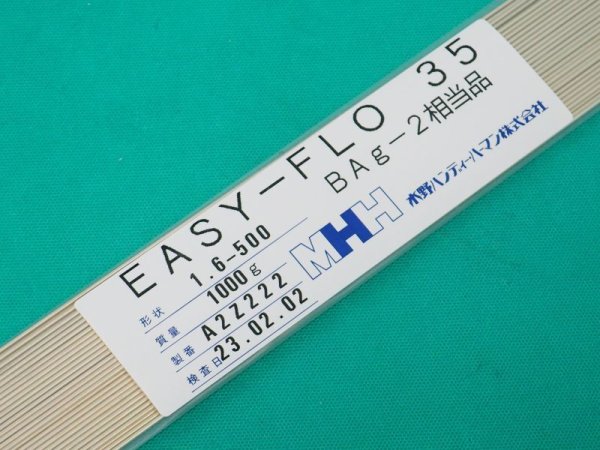 EASY-FLO 35
BAg-2相当品
形状 1.6-500
質量 1000g
製番 A2Z222
検査日 23.02.02
MHH 水野ハンディー・ハーマン株式会社